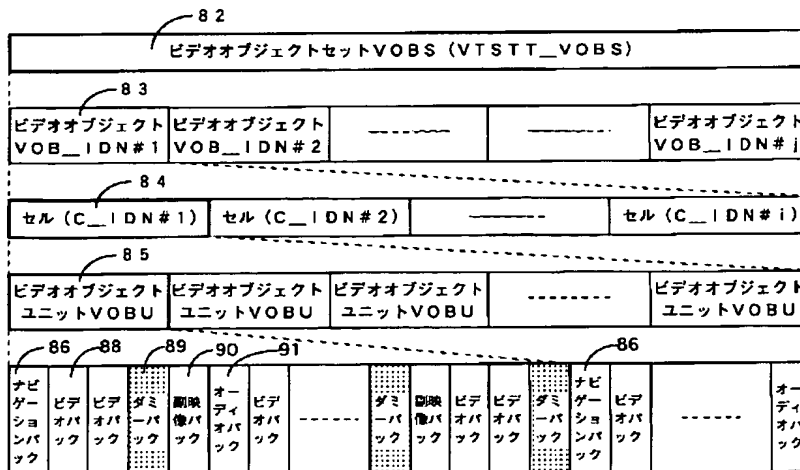 82
ビデオオブジェクトセットVOBS(VTSTT__VOBS)
83
ビデオオブジェクト
VOB__IDN#1
ビデオオブジェクト
VOB__IDN#2
ビデオオブジェクト
VOB__IDN#j
84
セル(C__IDN#1)
セル(C__IDN#2)
セル(C__IDN#i)
85
ビデオオブジェクト
ユニットVOBU
ビデオオブジェクト
ユニットVOBU
ビデオオブジェクト
ユニットVOBU
ビデオオブジェクト
ユニットVOBU
86
88
89
90
91
86
ナビ
ゲー
ション
パック
ビデ
オパ
ック
ビデ
オパ
ック
ダミ
ーパ
ック
副映
像パ
ック
オー
ディ
オパ
ック
ビデ
オパ
ック
ダミ
ーパ
ック
副映
像パ
ック
ビデ
オパ
ック
ビデ
オパ
ック
ダミ
ーパ
ック
ナビ
ゲー
ション
パック
ビデ
オパ
ック
オー
ディ
オパ
ック